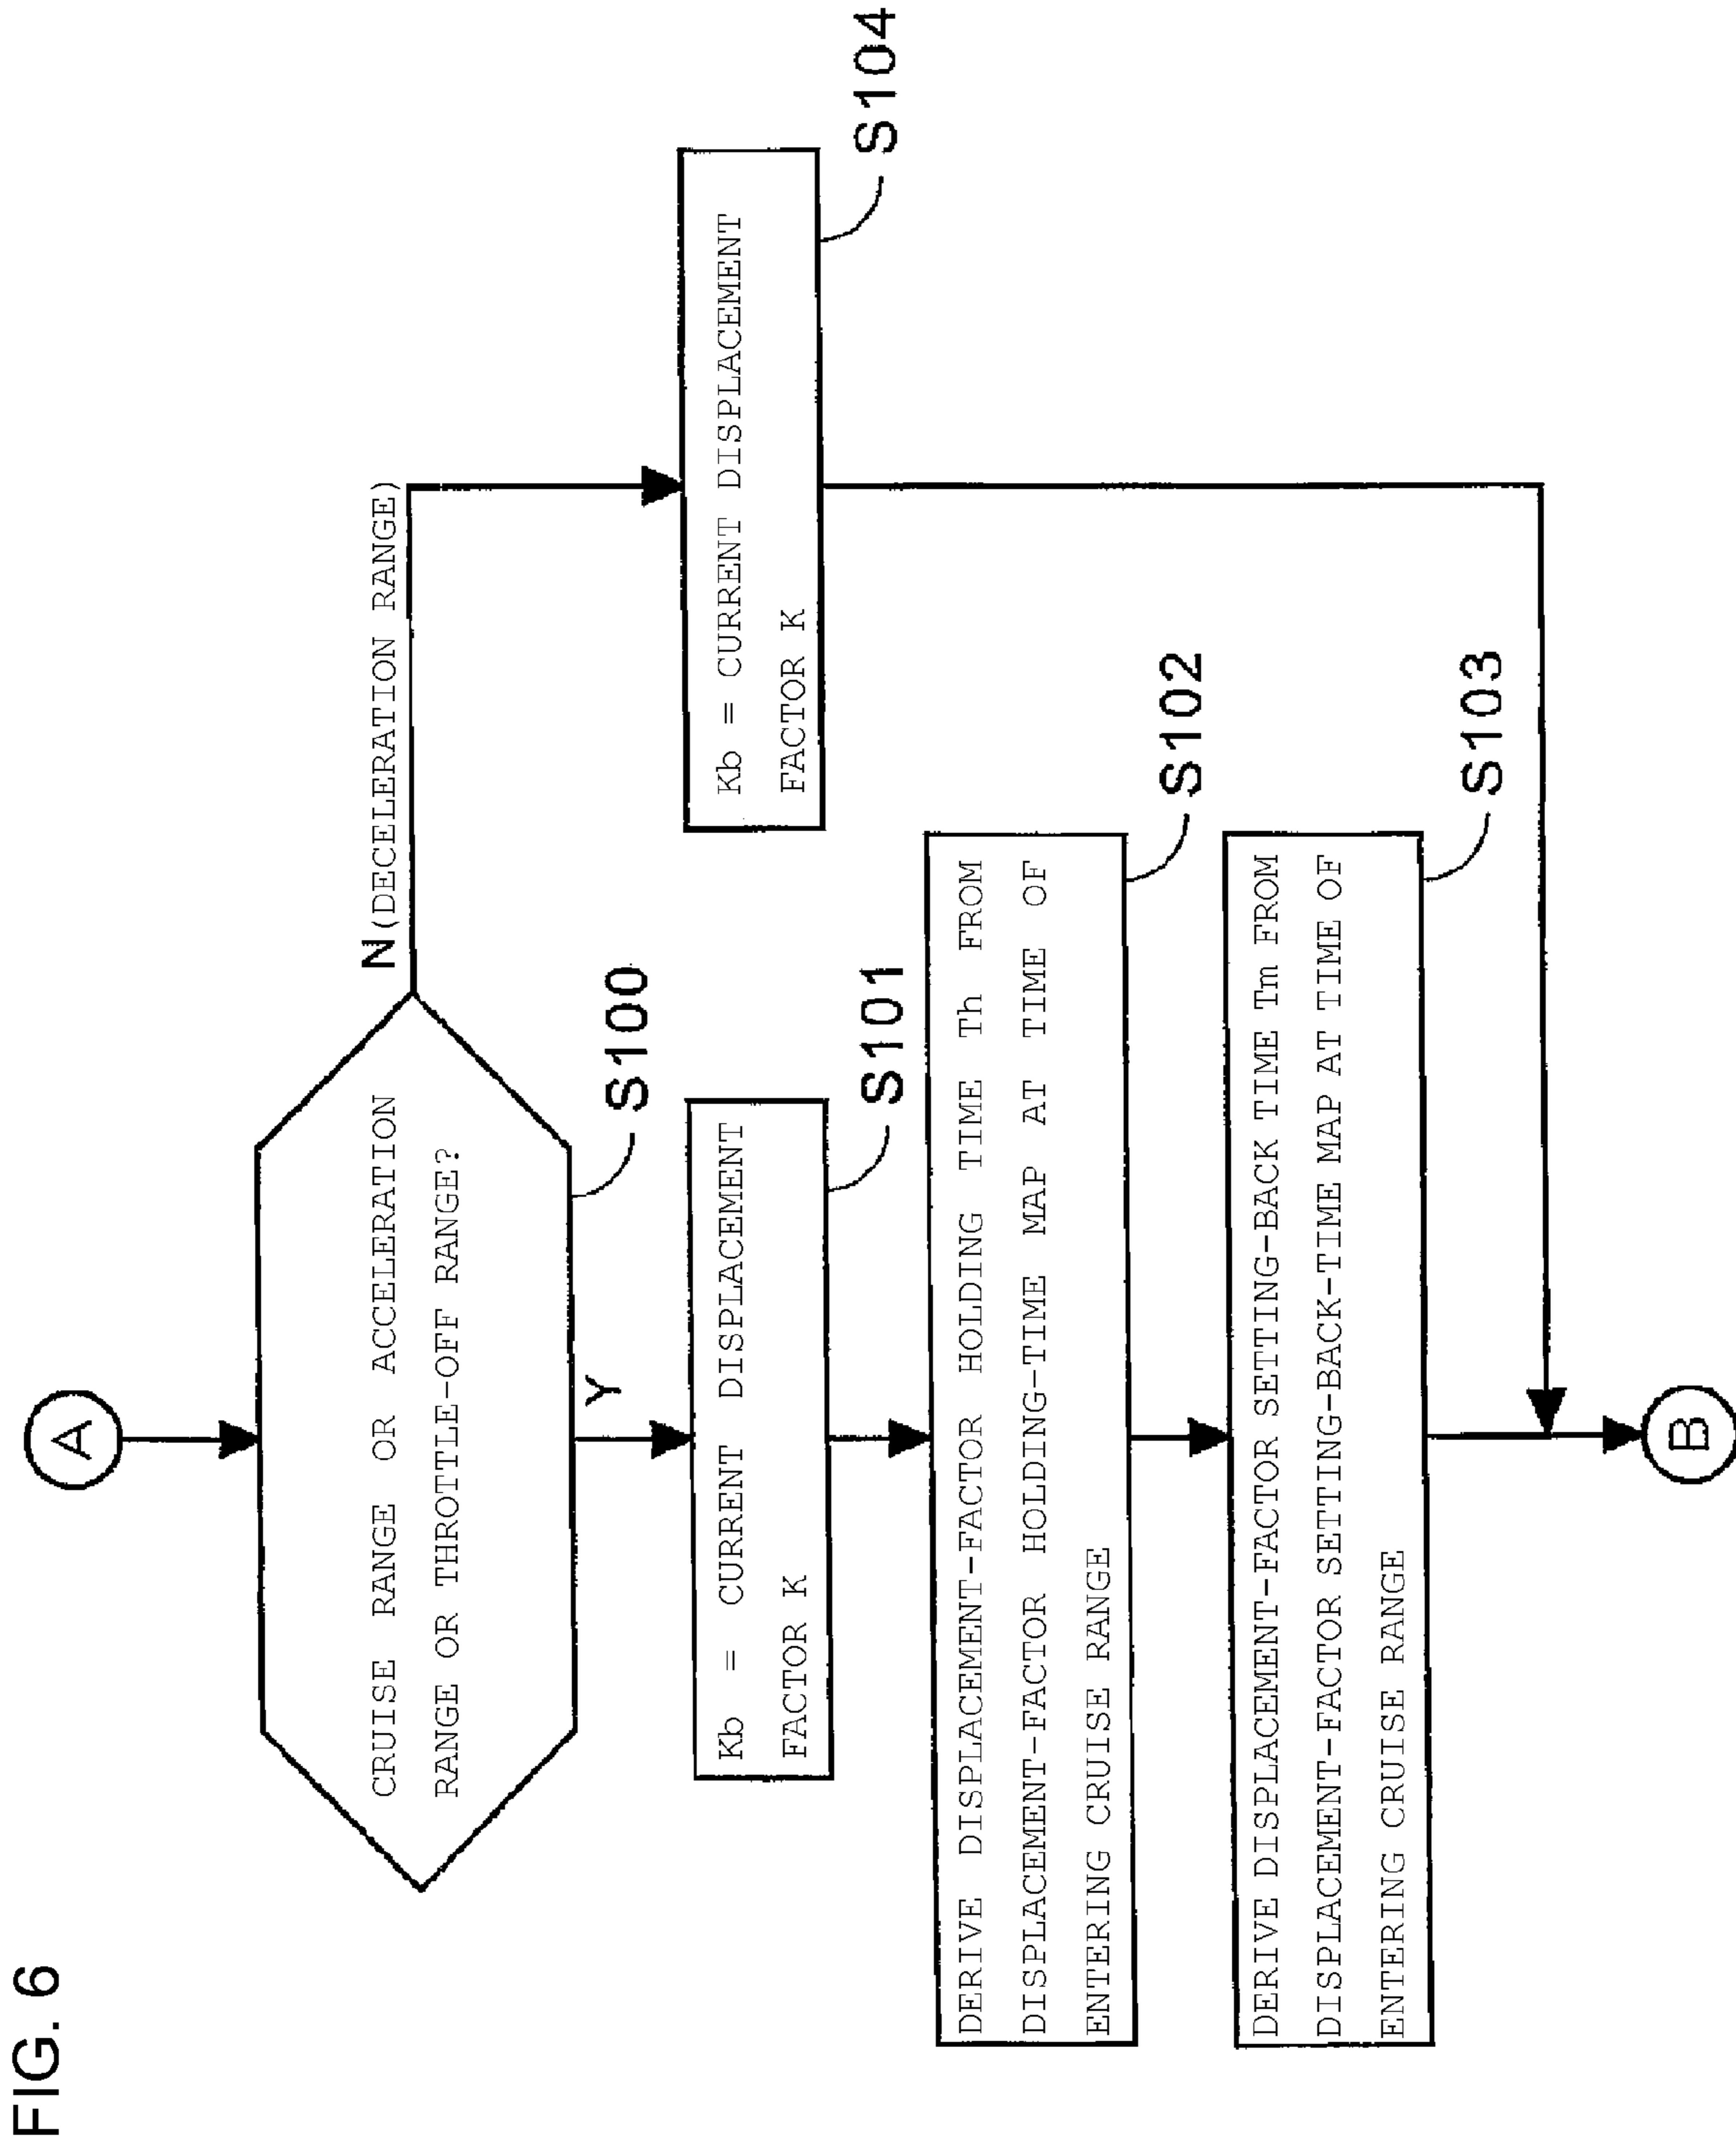 FIG. 6
A
CRUISE RANGE OR ACCELERATION
RANGE OR THROTTLE-OFF RANGE?
S100
N(DECELERATION RANGE)
Y
Kb = CURRENT DISPLACEMENT
FACTOR K
S101
Kb = CURRENT DISPLACEMENT
FACTOR K
S104
DERIVE DISPLACEMENT-FACTOR HOLDING TIME Th FROM
DISPLACEMENT-FACTOR HOLDING-TIME MAP AT TIME OF
ENTERING CRUISE RANGE
S102
DERIVE DISPLACEMENT-FACTOR SETTING-BACK TIME Tm FROM
DISPLACEMENT-FACTOR SETTING-BACK-TIME MAP AT TIME OF
ENTERING CRUISE RANGE
S103
B